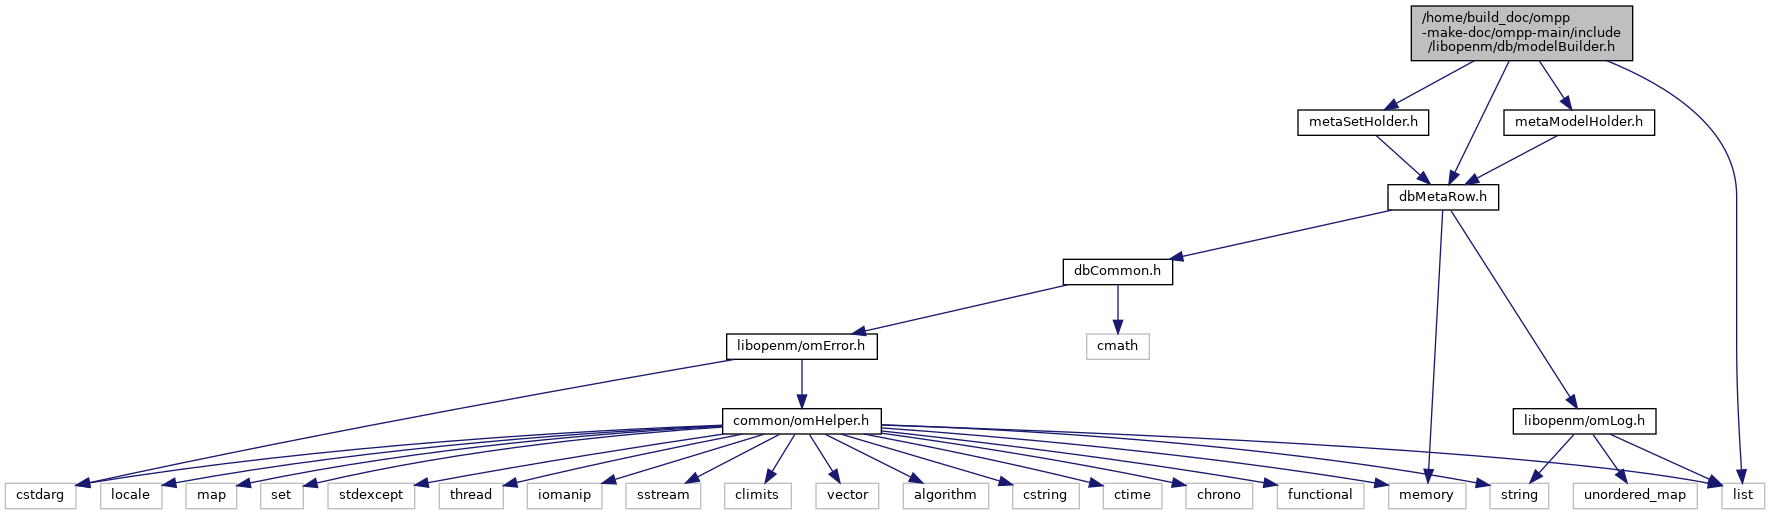 /home/build_doc/ompp
-make-doc/ompp-main/include
/libopenm/db/modelBuilder.h
metaSetHolder.h
metaModelHolder.h
dbMetaRow.h
dbCommon.h
libopenm/omError.h
cmath
common/omHelper.h
libopenm/omLog.h
cstdarg
locale
map
set
stdexcept
thread
iomanip
sstream
climits
vector
algorithm
cstring
ctime
chrono
functional
memory
string
unordered_map
list